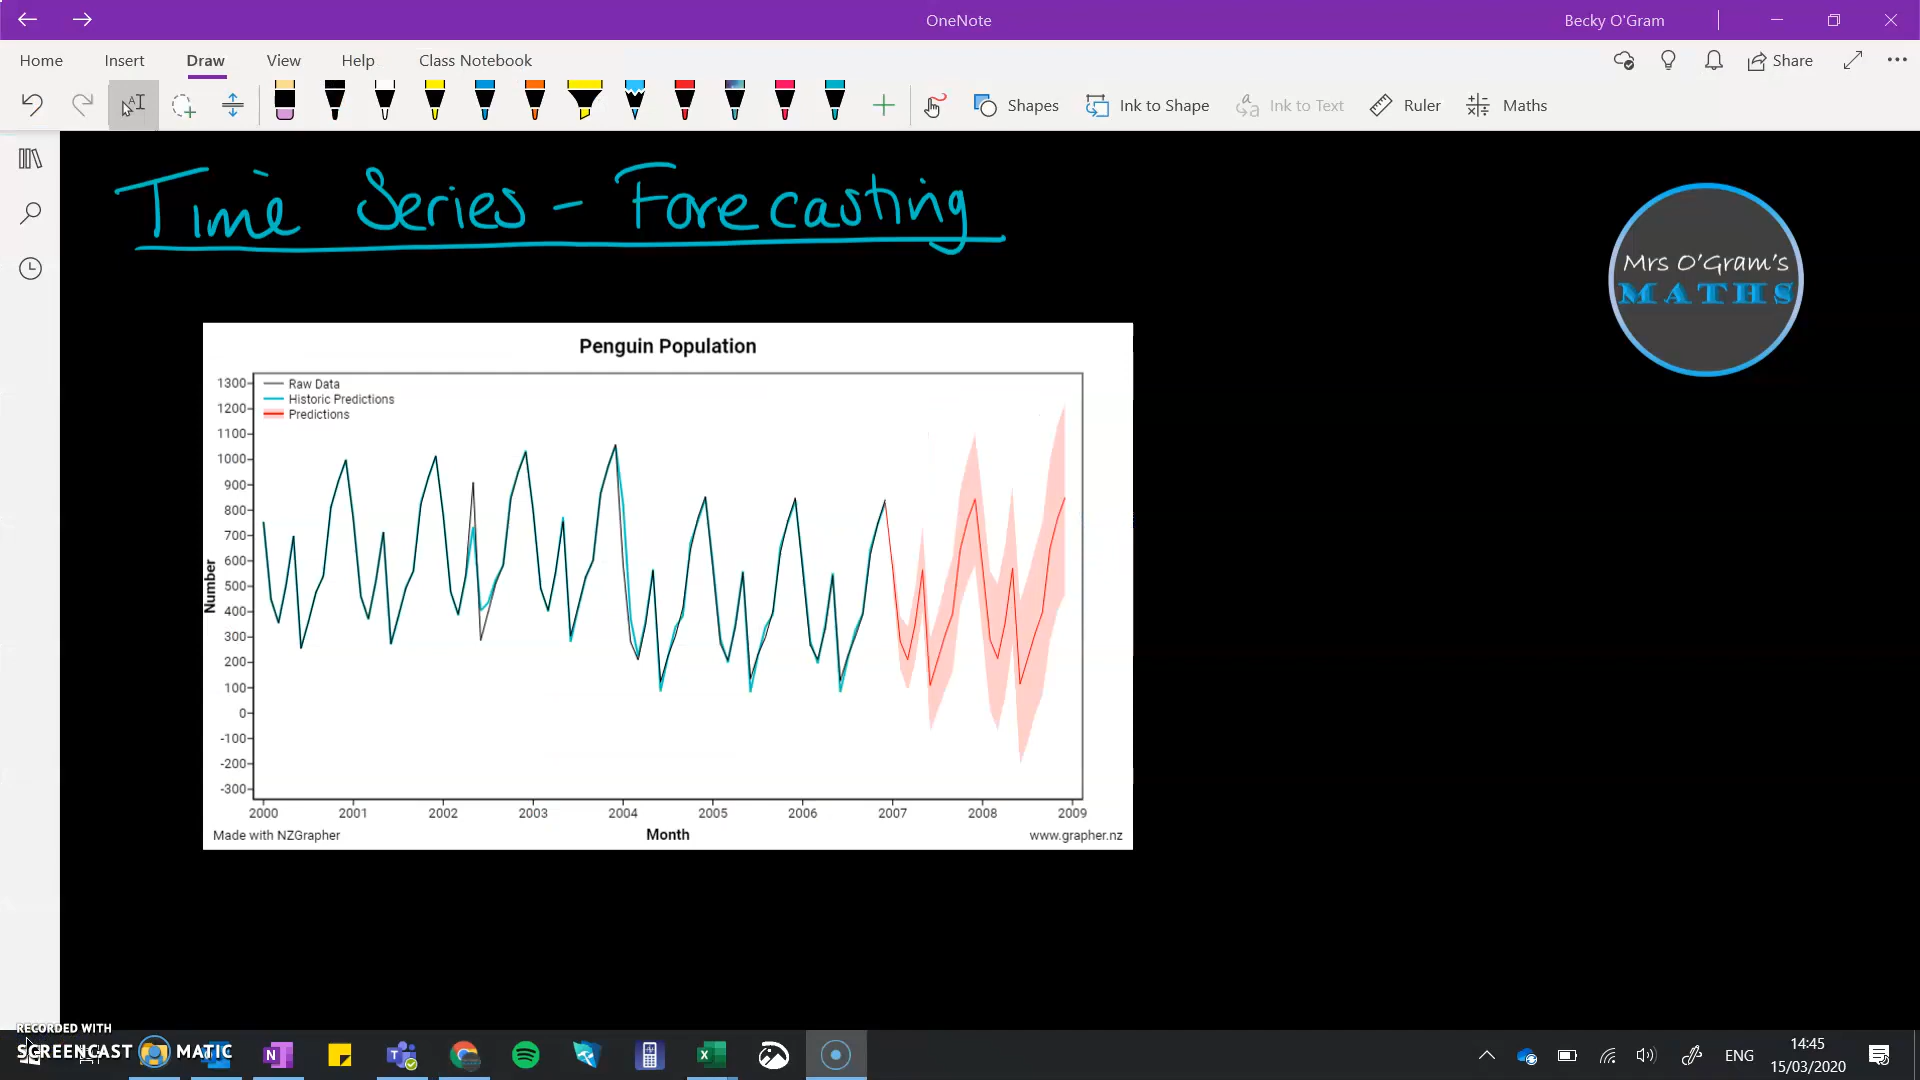 OneNote
Becky O'Gram
Home Insert Draw View Help Class Notebook
Share
Shapes Ink to Shape Ink to Text Ruler Maths
Time Series - Forecasting
Mrs O'Gram's
MATHS
Penguin Population
Raw Data
Historic Predictions
Predictions
1300
1200
1100
1000
900
800
700
600
500
400
300
200
100
0
-100
-200
-300
Number
2000 2001 2002 2003 2004 2005 2006 2007 2008 2009
Made with NZGrapher Month www.grapher.nz
RECORDED WITH
SCREENCAST MATIC
ENG
14:45
15/03/2020